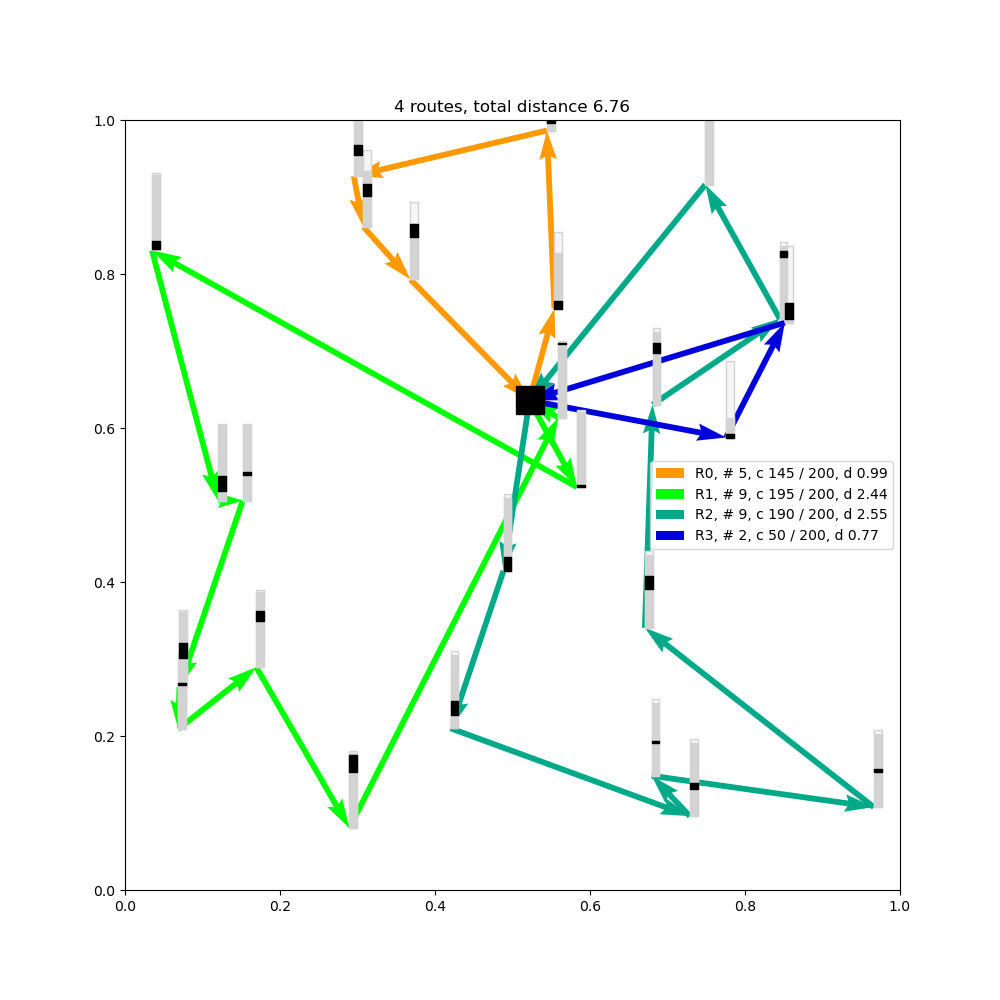 4 routes, total distance 6.76
1.0
0.8
0.6
0.4
0.2
0.0
R0, # 5, c 145 / 200, d 0.99
R1, # 9, c 195 / 200, d 2.44
R2, # 9, c 190 / 200, d 2.55
R3, # 2, c 50 / 200, d 0.77
0.0 0.2 0.4 0.6 0.8 1.0